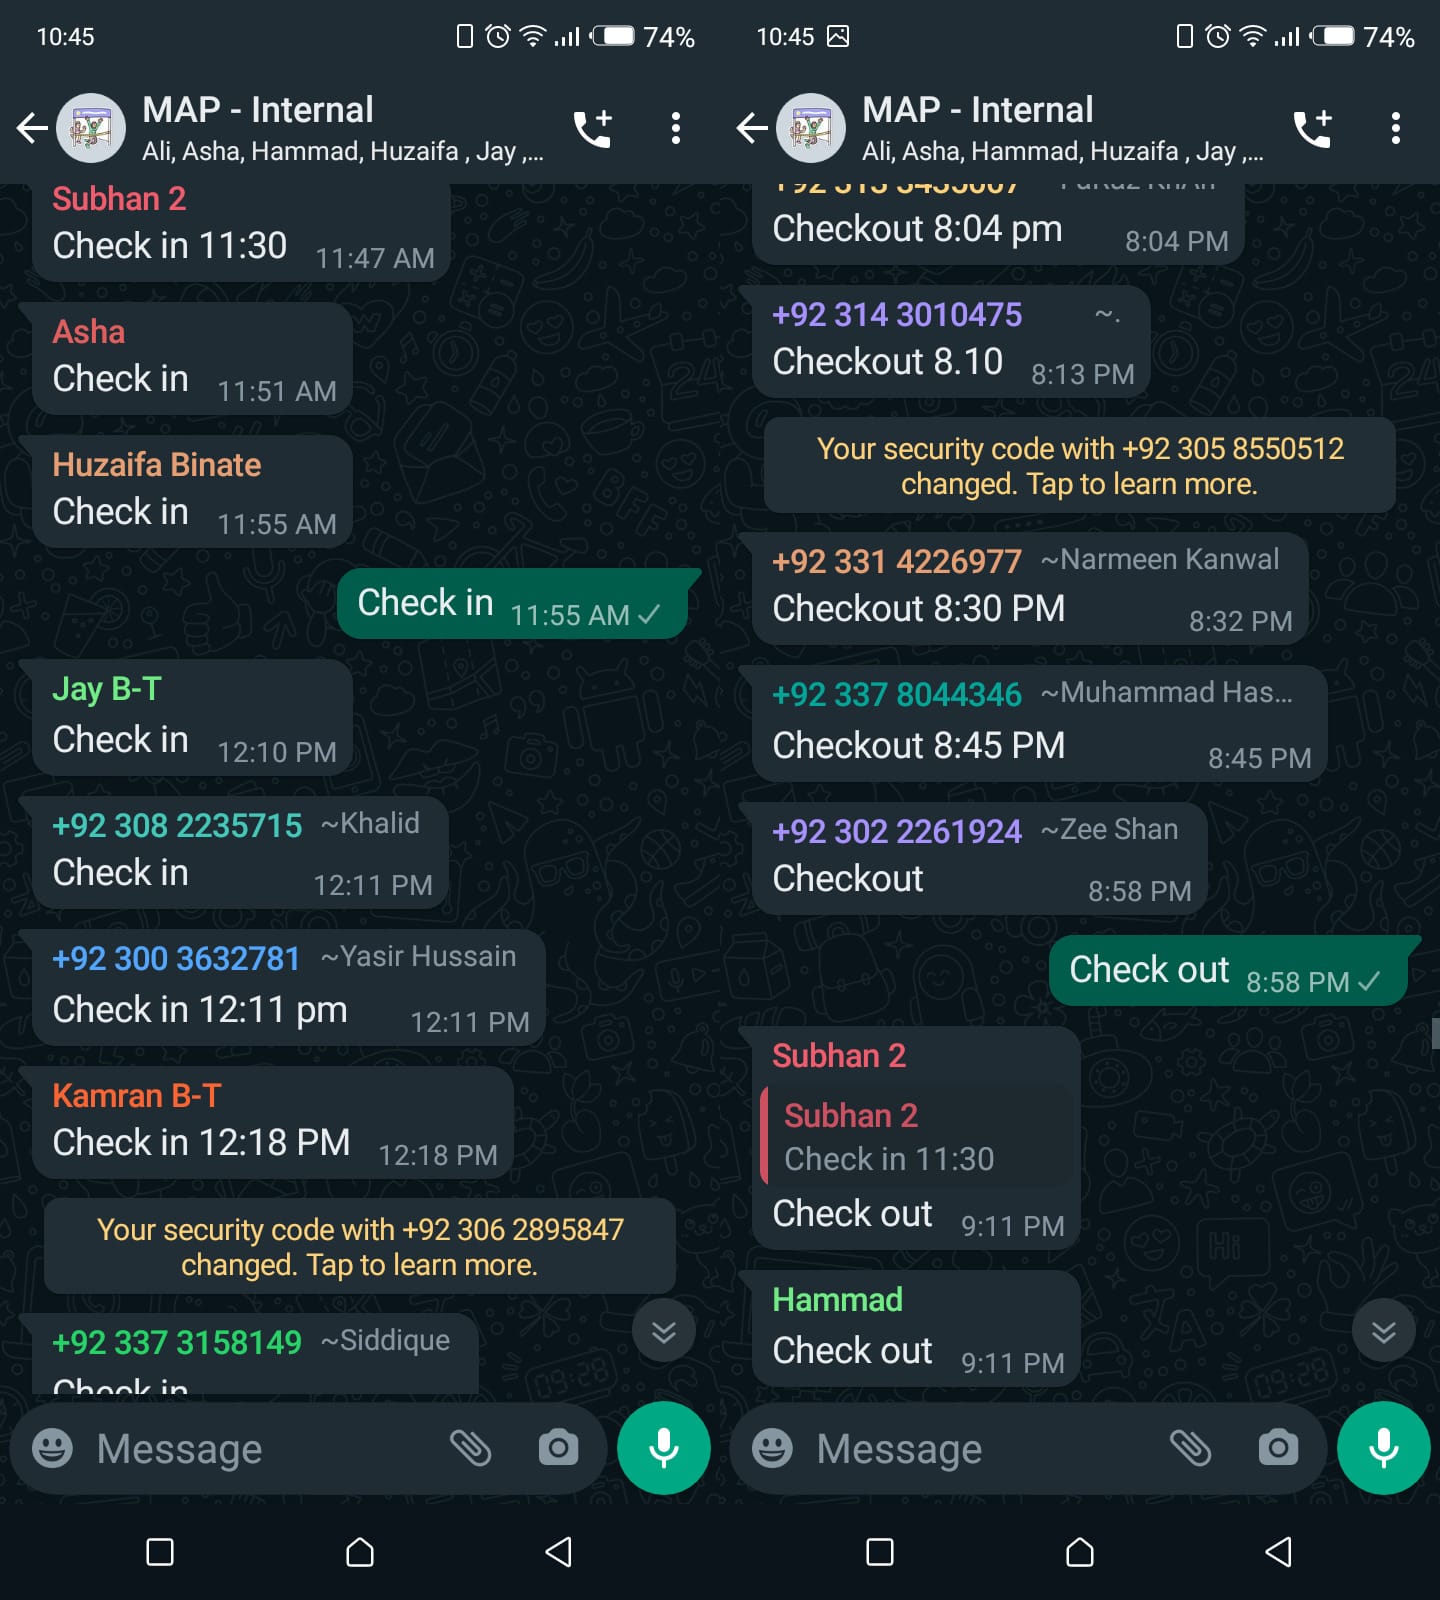 10:45
74%
MAP - Internal
Ali, Asha, Hammad, Huzaifa , Jay ,...
Subhan 2
Check in 11:30 11:47 AM
Asha
Check in 11:51 AM
Huzaifa Binate
Check in 11:55 AM
Check in 11:55 AM
Jay B-T
Check in 12:10 PM
+92 308 2235715 ~Khalid
Check in 12:11 PM
+92 300 3632781 ~Yasir Hussain
Check in 12:11 pm 12:11 PM
Kamran B-T
Check in 12:18 PM 12:18 PM
Your security code with +92 306 2895847
changed. Tap to learn more.
+92 337 3158149 ~Siddique
Check in
Message
10:45
74%
MAP - Internal
Ali, Asha, Hammad, Huzaifa , Jay ,...
Checkout 8:04 pm 8:04 PM
+92 314 3010475 ~.
Checkout 8.10 8:13 PM
Your security code with +92 305 8550512
changed. Tap to learn more.
+92 331 4226977 ~Narmeen Kanwal
Checkout 8:30 PM 8:32 PM
+92 337 8044346 ~Muhammad Has...
Checkout 8:45 PM 8:45 PM
+92 302 2261924 ~Zee Shan
Checkout 8:58 PM
Check out 8:58 PM
Subhan 2
Subhan 2
Check in 11:30
Check out 9:11 PM
Hammad
Check out 9:11 PM
Message